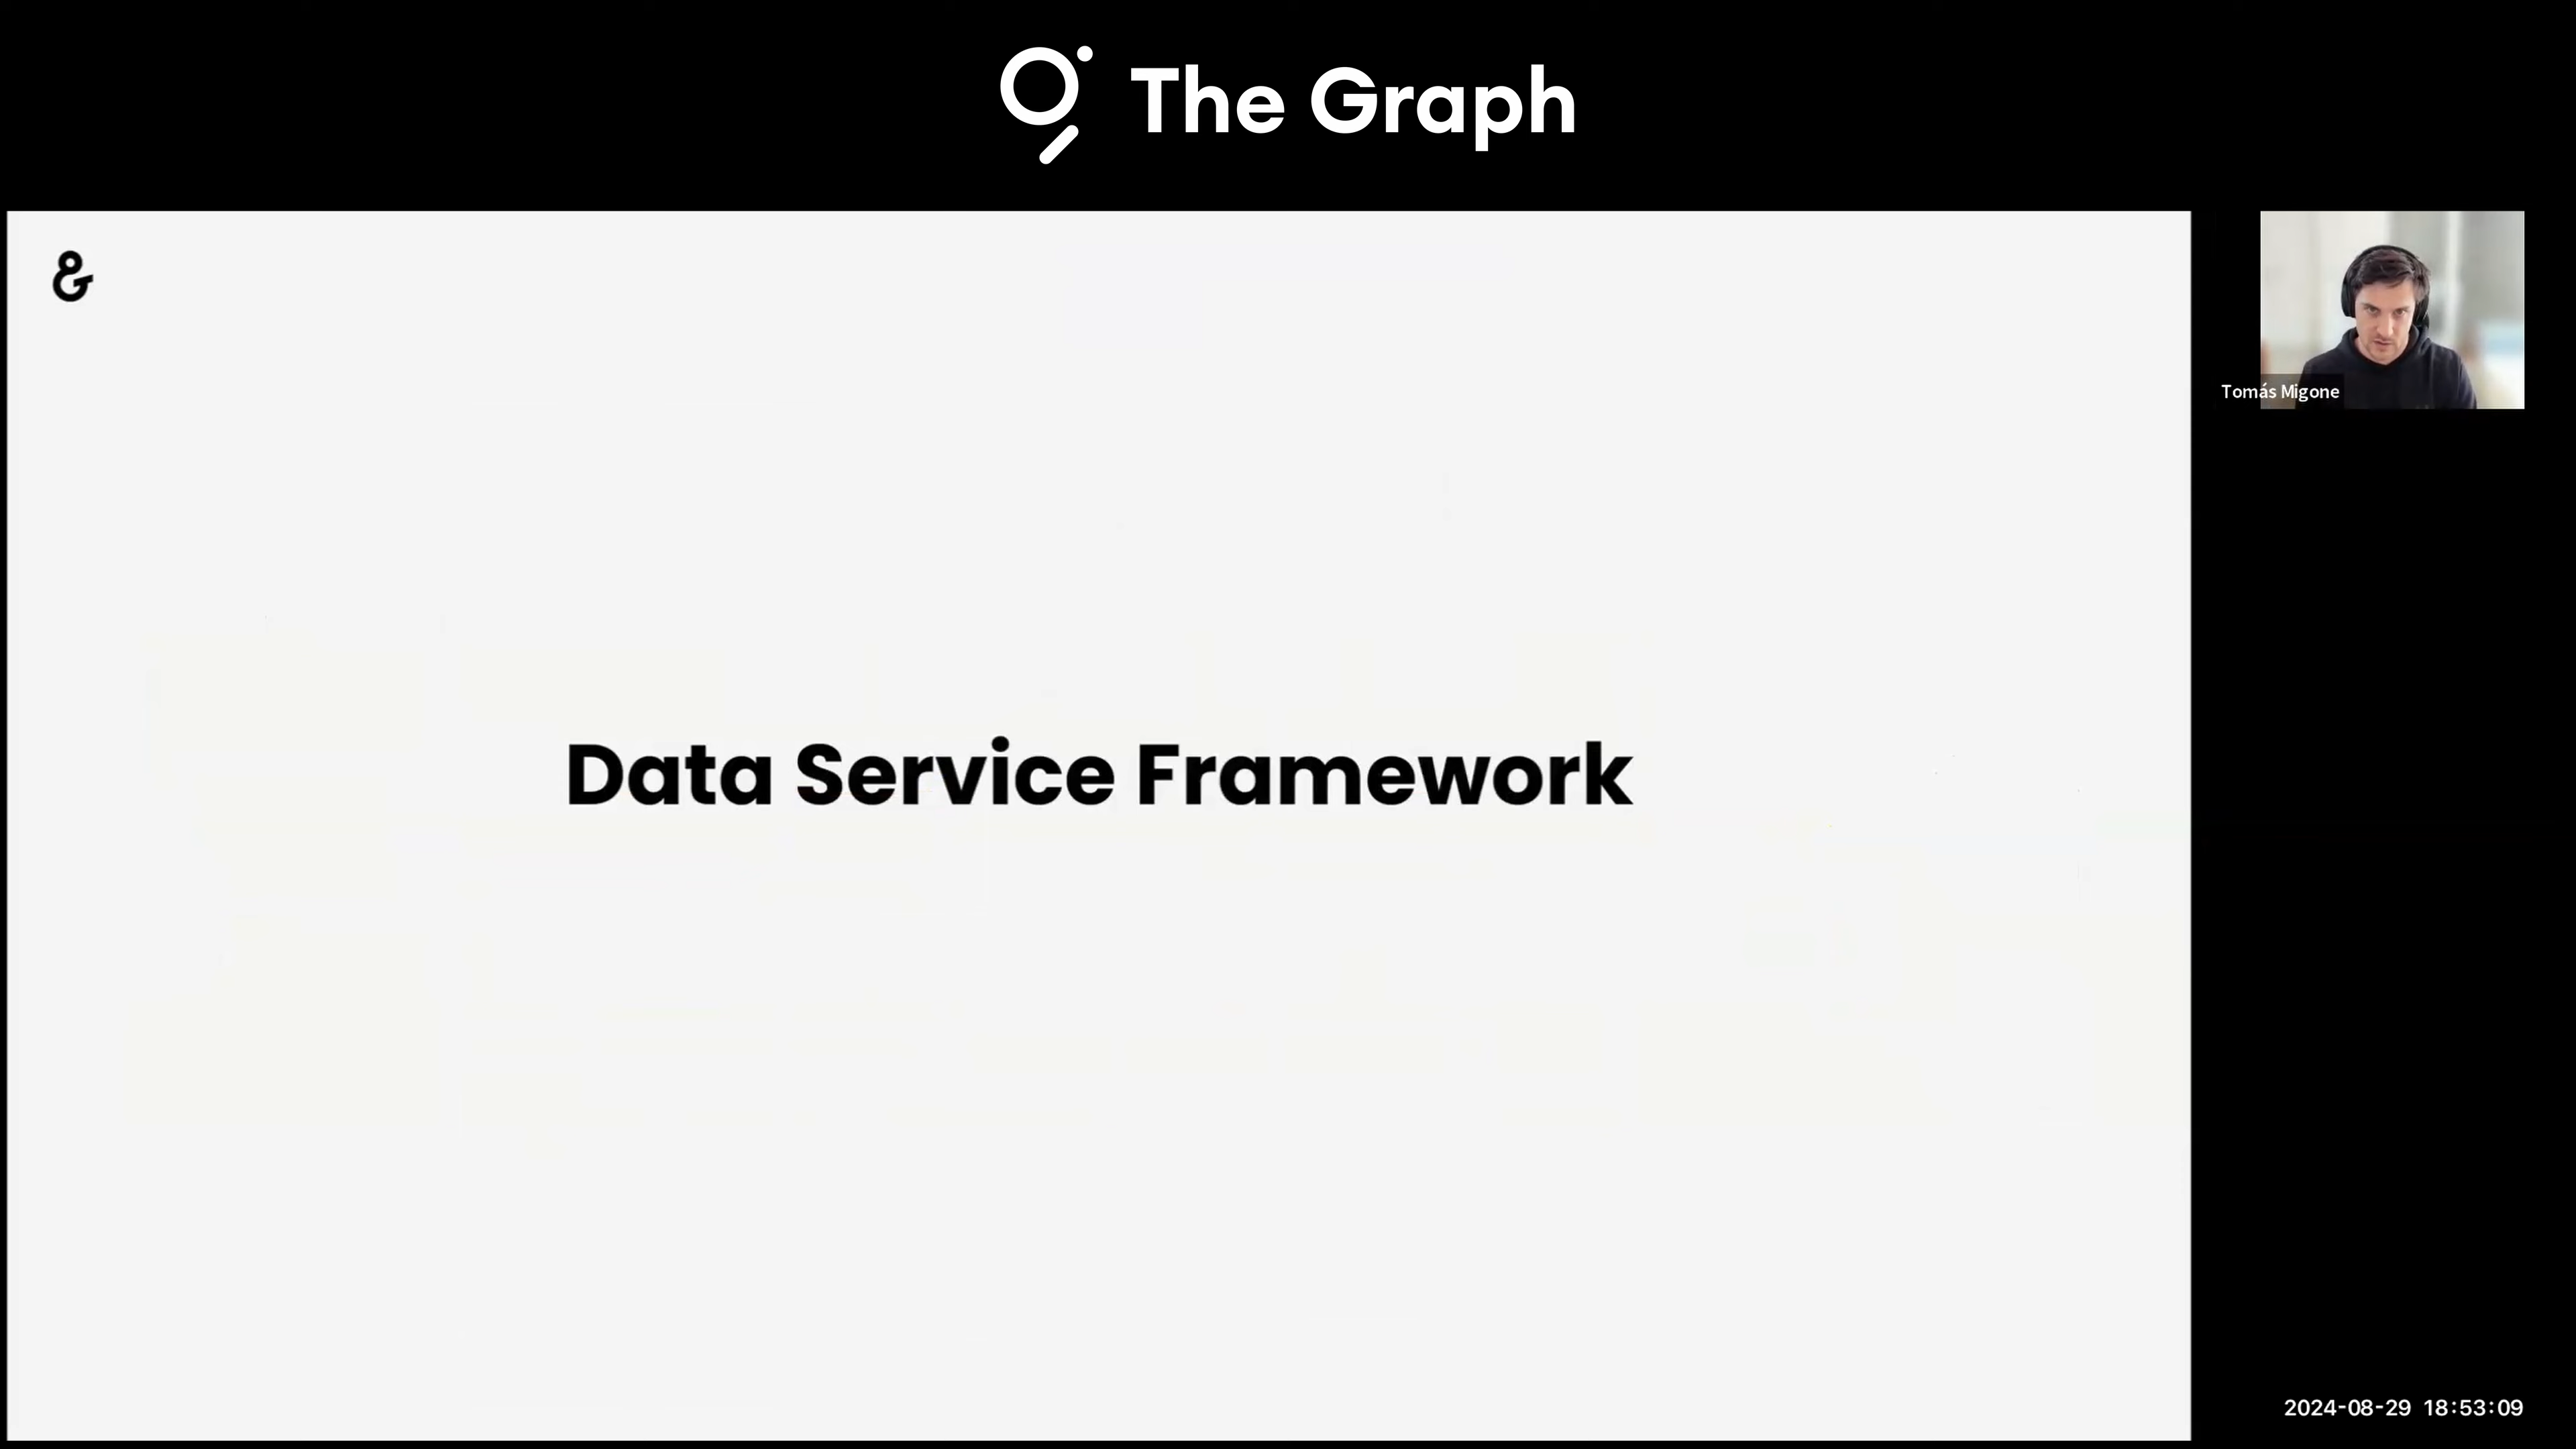 The Graph
&
Data Service Framework
Tomás Migone
2024-08-29 18:53:09